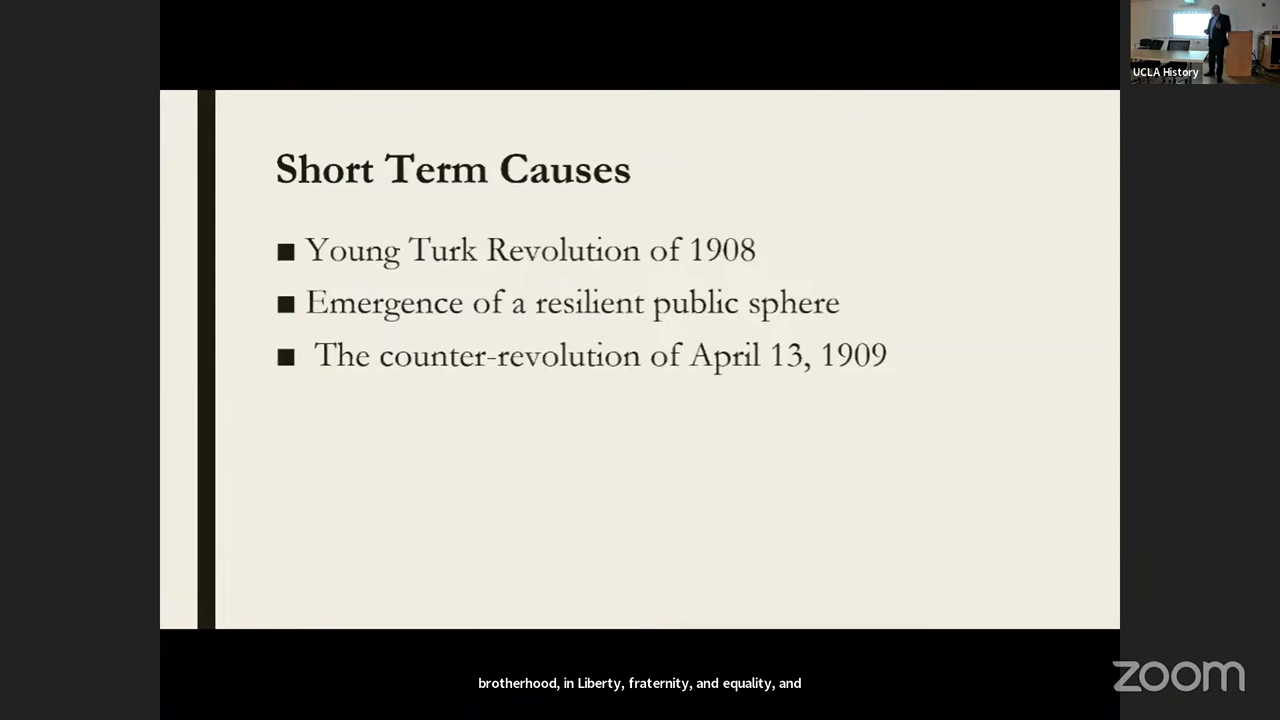 UCLA History
Short Term Causes
■ Young Turk Revolution of 1908
■ Emergence of a resilient public sphere
■ The counter-revolution of April 13, 1909
brotherhood, in Liberty, fraternity, and equality, and
zoom